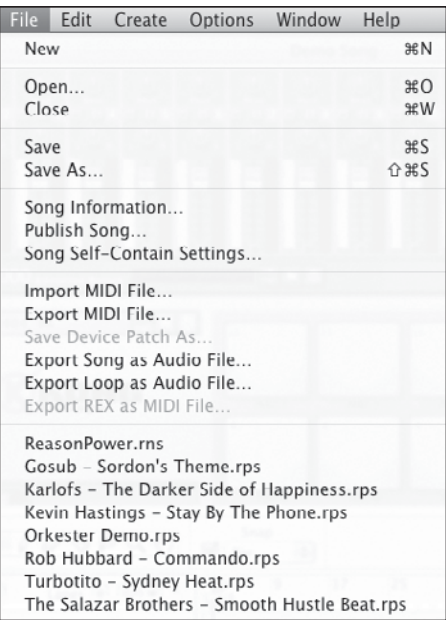 File Edit Create Options Window Help
New ⌘N
Open... ⌘O
Close ⌘W
Save ⌘S
Save As... ⇧⌘S
Song Information...
Publish Song...
Song Self-Contain Settings...
Import MIDI File...
Export MIDI File...
Save Device Patch As...
Export Song as Audio File...
Export Loop as Audio File...
Export REX as MIDI File...
ReasonPower.rns
Gosub – Sordon's Theme.rps
Karlofs – The Darker Side of Happiness.rps
Kevin Hastings – Stay By The Phone.rps
Orkester Demo.rps
Rob Hubbard – Commando.rps
Turbotito – Sydney Heat.rps
The Salazar Brothers – Smooth Hustle Beat.rps